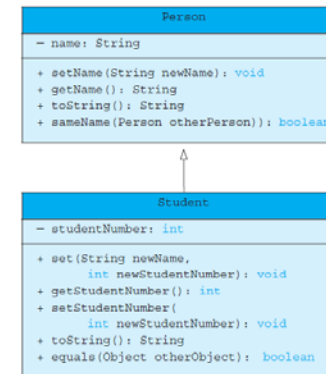 Person
— name: String
+ setName(String newName): void
+ getName(): String
+ toString(): String
+ sameName(Person otherPerson)): boolean
Student
— studentNumber: int
+ set(String newName,
int newStudentNumber): void
+ getStudentNumber(): int
+ setStudentNumber(
int newStudentNumber): void
+ toString(): String
+ equals(Object otherObject): boolean